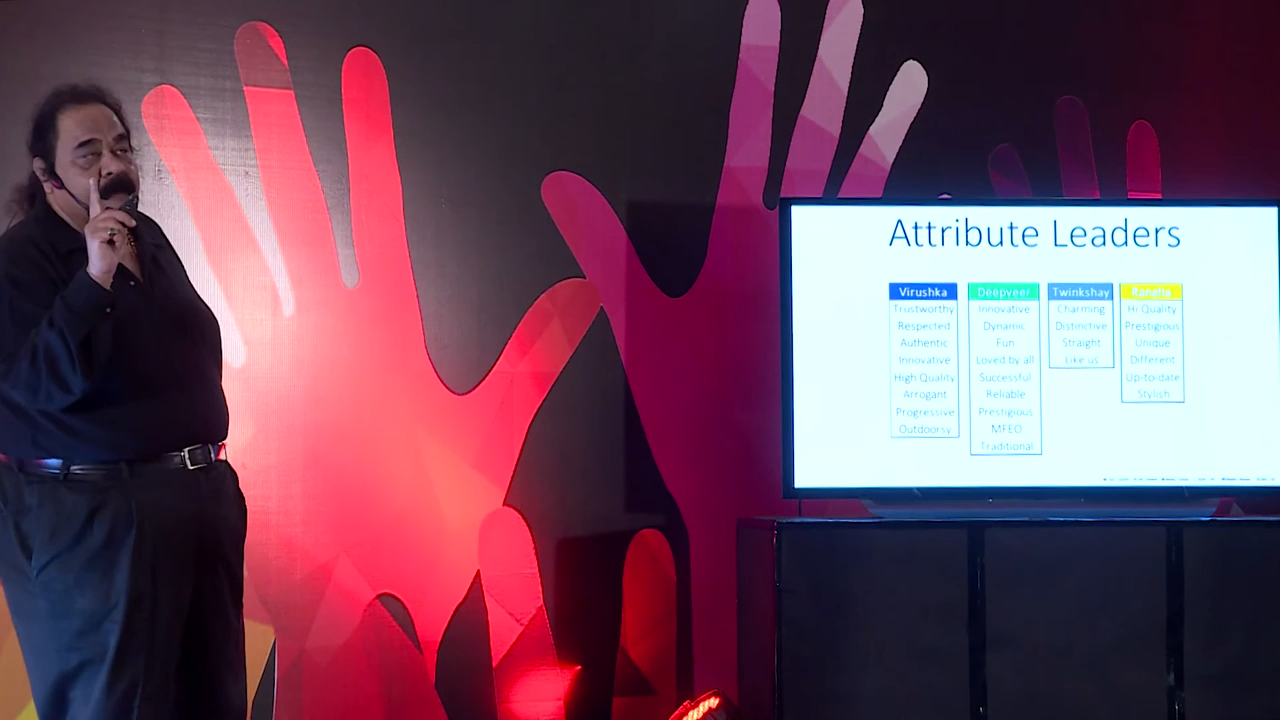 Attribute Leaders
Virushka
Trustworthy
Respected
Authentic
Innovative
High Quality
Arrogant
Progressive
Outdoorsy
Deepveer
Innovative
Dynamic
Fun
Loved by all
Successful
Reliable
Prestigious
MFEO
Traditional
Twinkshay
Charming
Distinctive
Straight
Like us
Ranalia
Hi Quality
Prestigious
Unique
Different
Up-to-date
Stylish